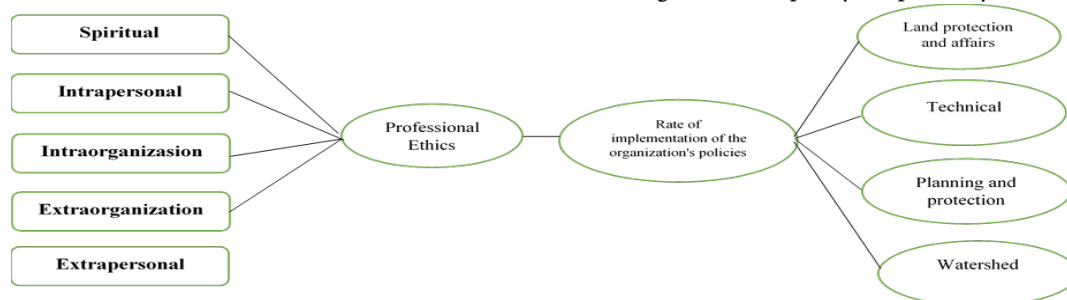 Spiritual
Intrapersonal
Intraorganizasion
Extraorganization
Extrapersonal
Professional
Ethics
Rate of
implementation of the
organization's policies
Land protection
and affairs
Technical
Planning and
protection
Watershed